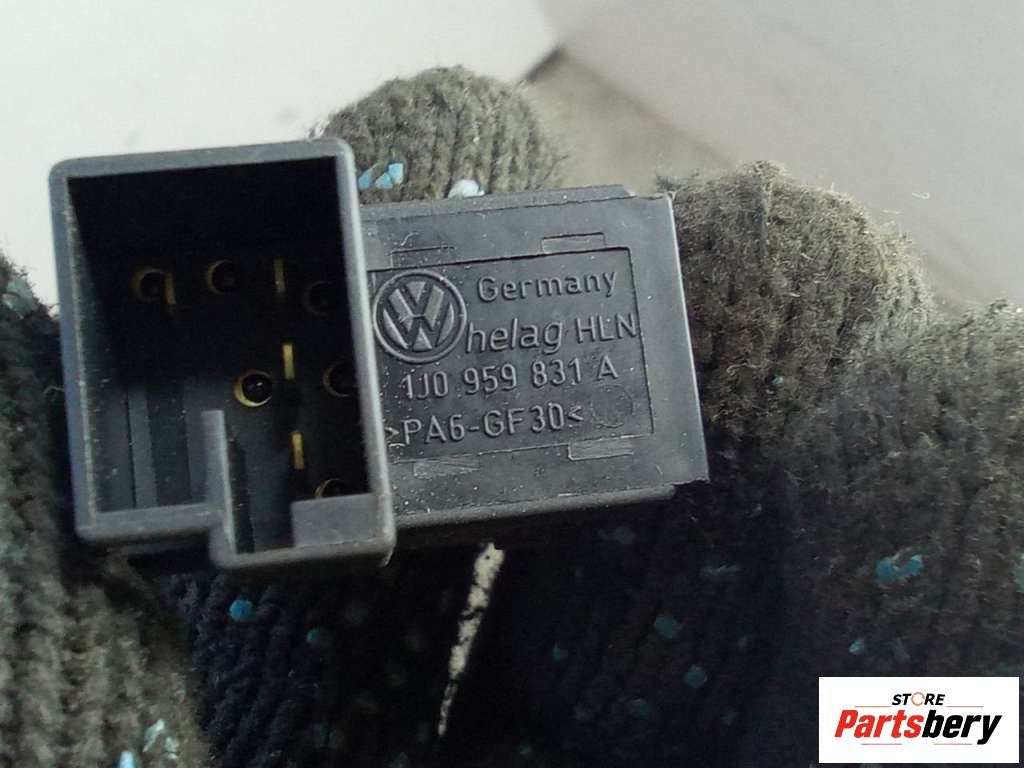 Germany
helag HLN
1J0 959 831 A
>PA6-GF30<
STORE
Partsbery